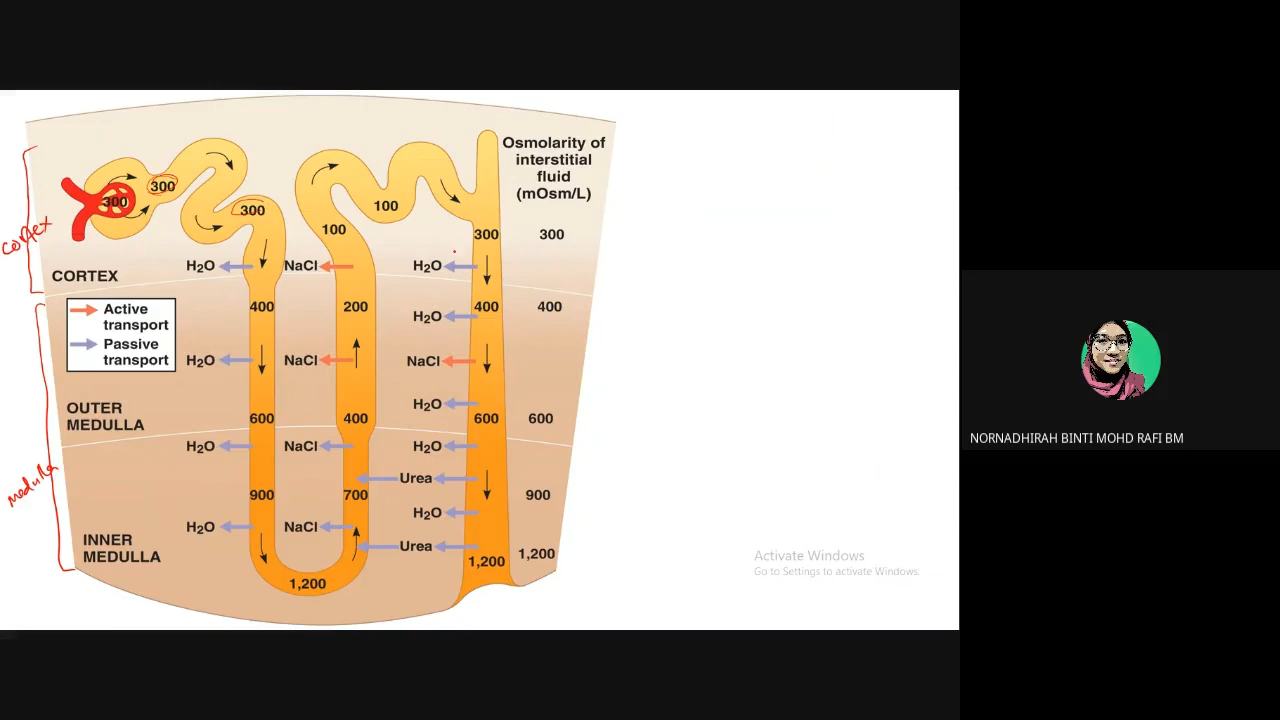 Osmolarity of
interstitial
fluid
(mOsm/L)
300
300
300
100
100
300
300
cortex
H₂O
NaCl
H₂O
CORTEX
Active
transport
Passive
transport
400
200
H₂O
400
400
H₂O
NaCl
NaCl
H₂O
OUTER
MEDULLA
600
400
600
600
H₂O
NaCl
H₂O
medulla
Urea
900
700
900
H₂O
H₂O
NaCl
INNER
MEDULLA
Urea
1,200
1,200
1,200
NORNADHIRAH BINTI MOHD RAFI BM
Activate Windows
Go to Settings to activate Windows.